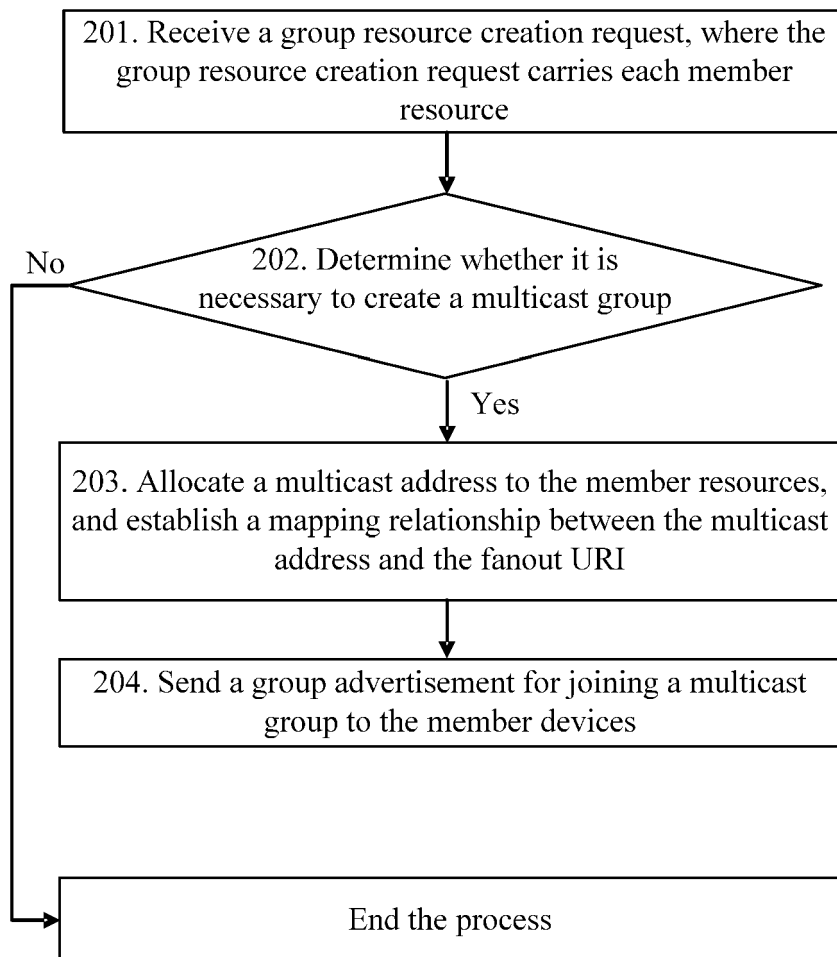 201. Receive a group resource creation request, where the
group resource creation request carries each member
resource
No
202. Determine whether it is
necessary to create a multicast group
Yes
203. Allocate a multicast address to the member resources,
and establish a mapping relationship between the multicast
address and the fanout URI
204. Send a group advertisement for joining a multicast
group to the member devices
End the process